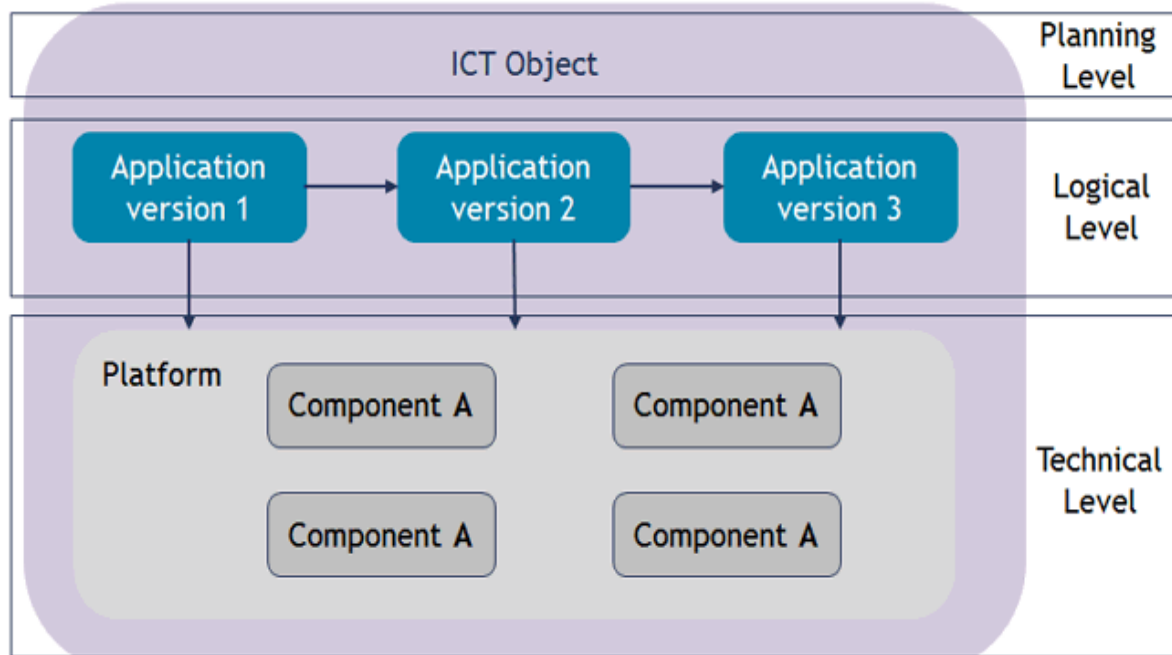 ICT Object
Planning
Level
Application
version 1
Application
version 2
Application
version 3
Logical
Level
Platform
Component A
Component A
Component A
Component A
Technical
Level